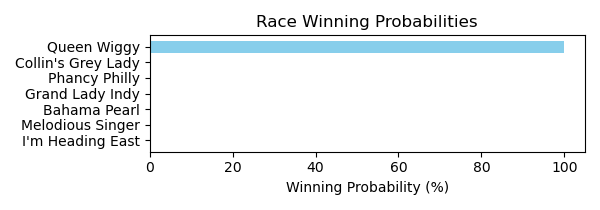 Race Winning Probabilities
Queen Wiggy
Collin's Grey Lady
Phancy Philly
Grand Lady Indy
Bahama Pearl
Melodious Singer
I'm Heading East
0 20 40 60 80 100
Winning Probability (%)